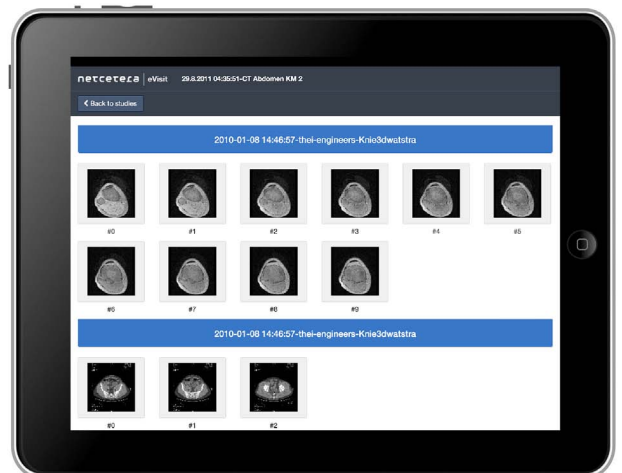 netcetera | eVisit 29.8.2011 04:35:51-CT Abdomen KM 2
Back to studies
2010-01-08 14:46:57-thei-engineers-Knie3dwatstra
#0 #1 #2 #3 #4 #5
#6 #7 #8 #9
2010-01-08 14:46:57-thei-engineers-Knie3dwatstra
#0 #1 #2